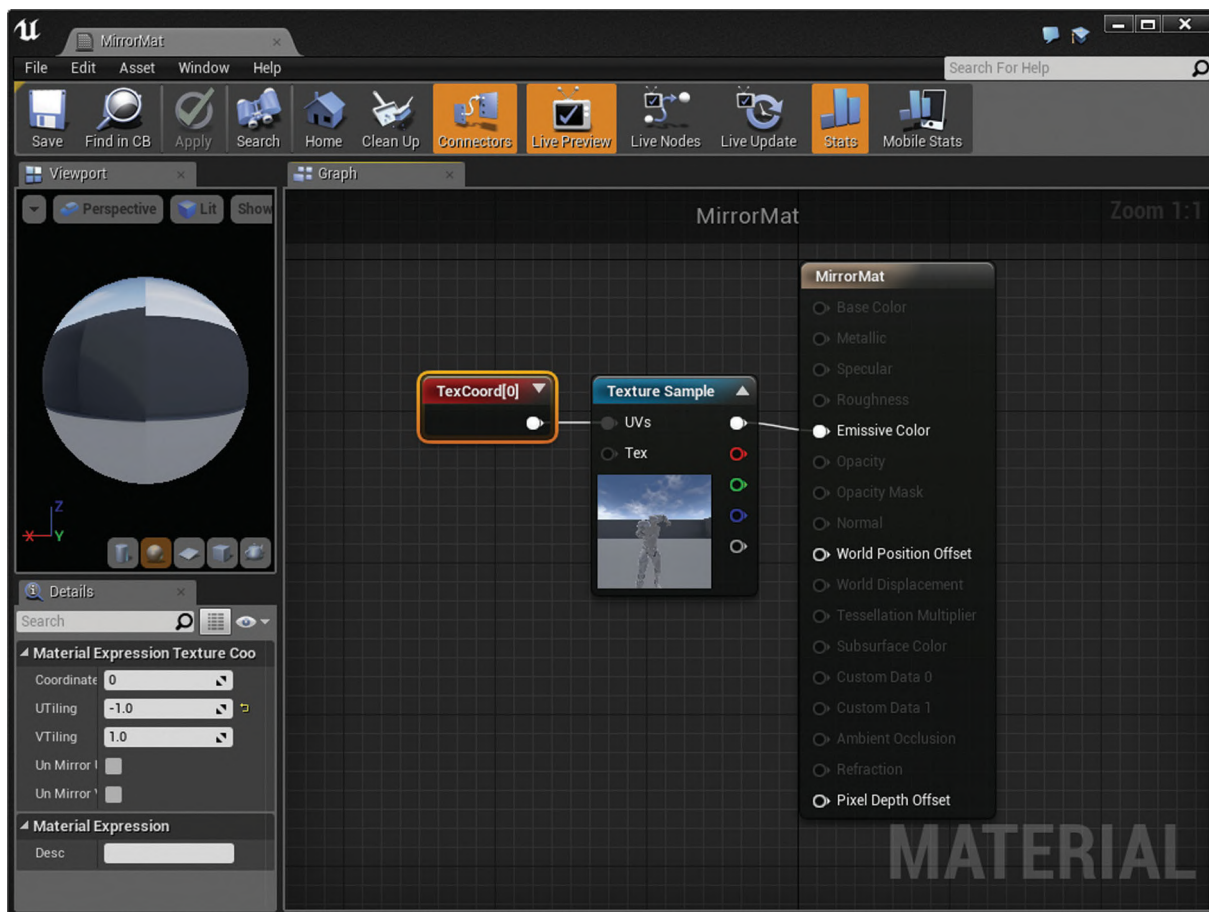 MirrorMat
File Edit Asset Window Help
Search For Help
Save Find in CB Apply Search Home Clean Up Connectors Live Preview Live Nodes Live Update Stats Mobile Stats
Viewport
Graph
Perspective Lit Show
MirrorMat
Zoom 1:1
MirrorMat
Base Color
Metallic
Specular
Roughness
Emissive Color
Opacity
Opacity Mask
Normal
World Position Offset
World Displacement
Tessellation Multiplier
Subsurface Color
Custom Data 0
Custom Data 1
Ambient Occlusion
Refraction
Pixel Depth Offset
TexCoord[0]
Texture Sample
UVs
Tex
Z
X Y
Details
Search
Material Expression Texture Coo
Coordinate 0
UTiling -1.0
VTiling 1.0
Un Mirror U
Un Mirror V
Material Expression
Desc
MATERIAL